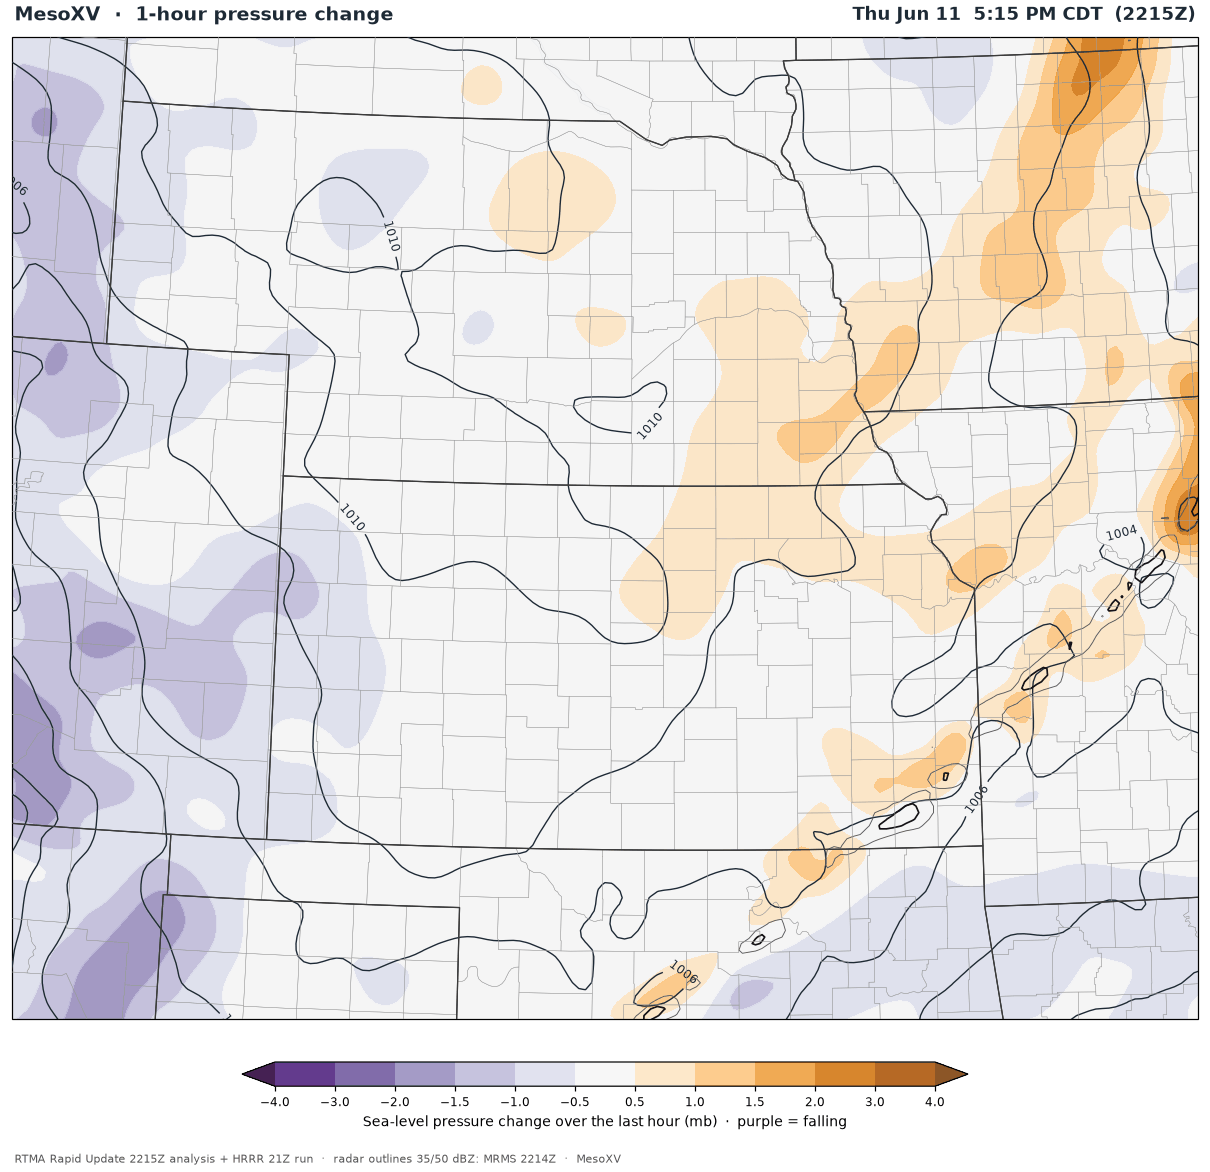 MesoXV · 1-hour pressure change
Thu Jun 11 5:15 PM CDT (2215Z)
1010
1010
1010
1004
1006
1006
−4.0 −3.0 −2.0 −1.5 −1.0 −0.5 0.5 1.0 1.5 2.0 3.0 4.0
Sea-level pressure change over the last hour (mb) · purple = falling
RTMA Rapid Update 2215Z analysis + HRRR 21Z run · radar outlines 35/50 dBZ: MRMS 2214Z · MesoXV